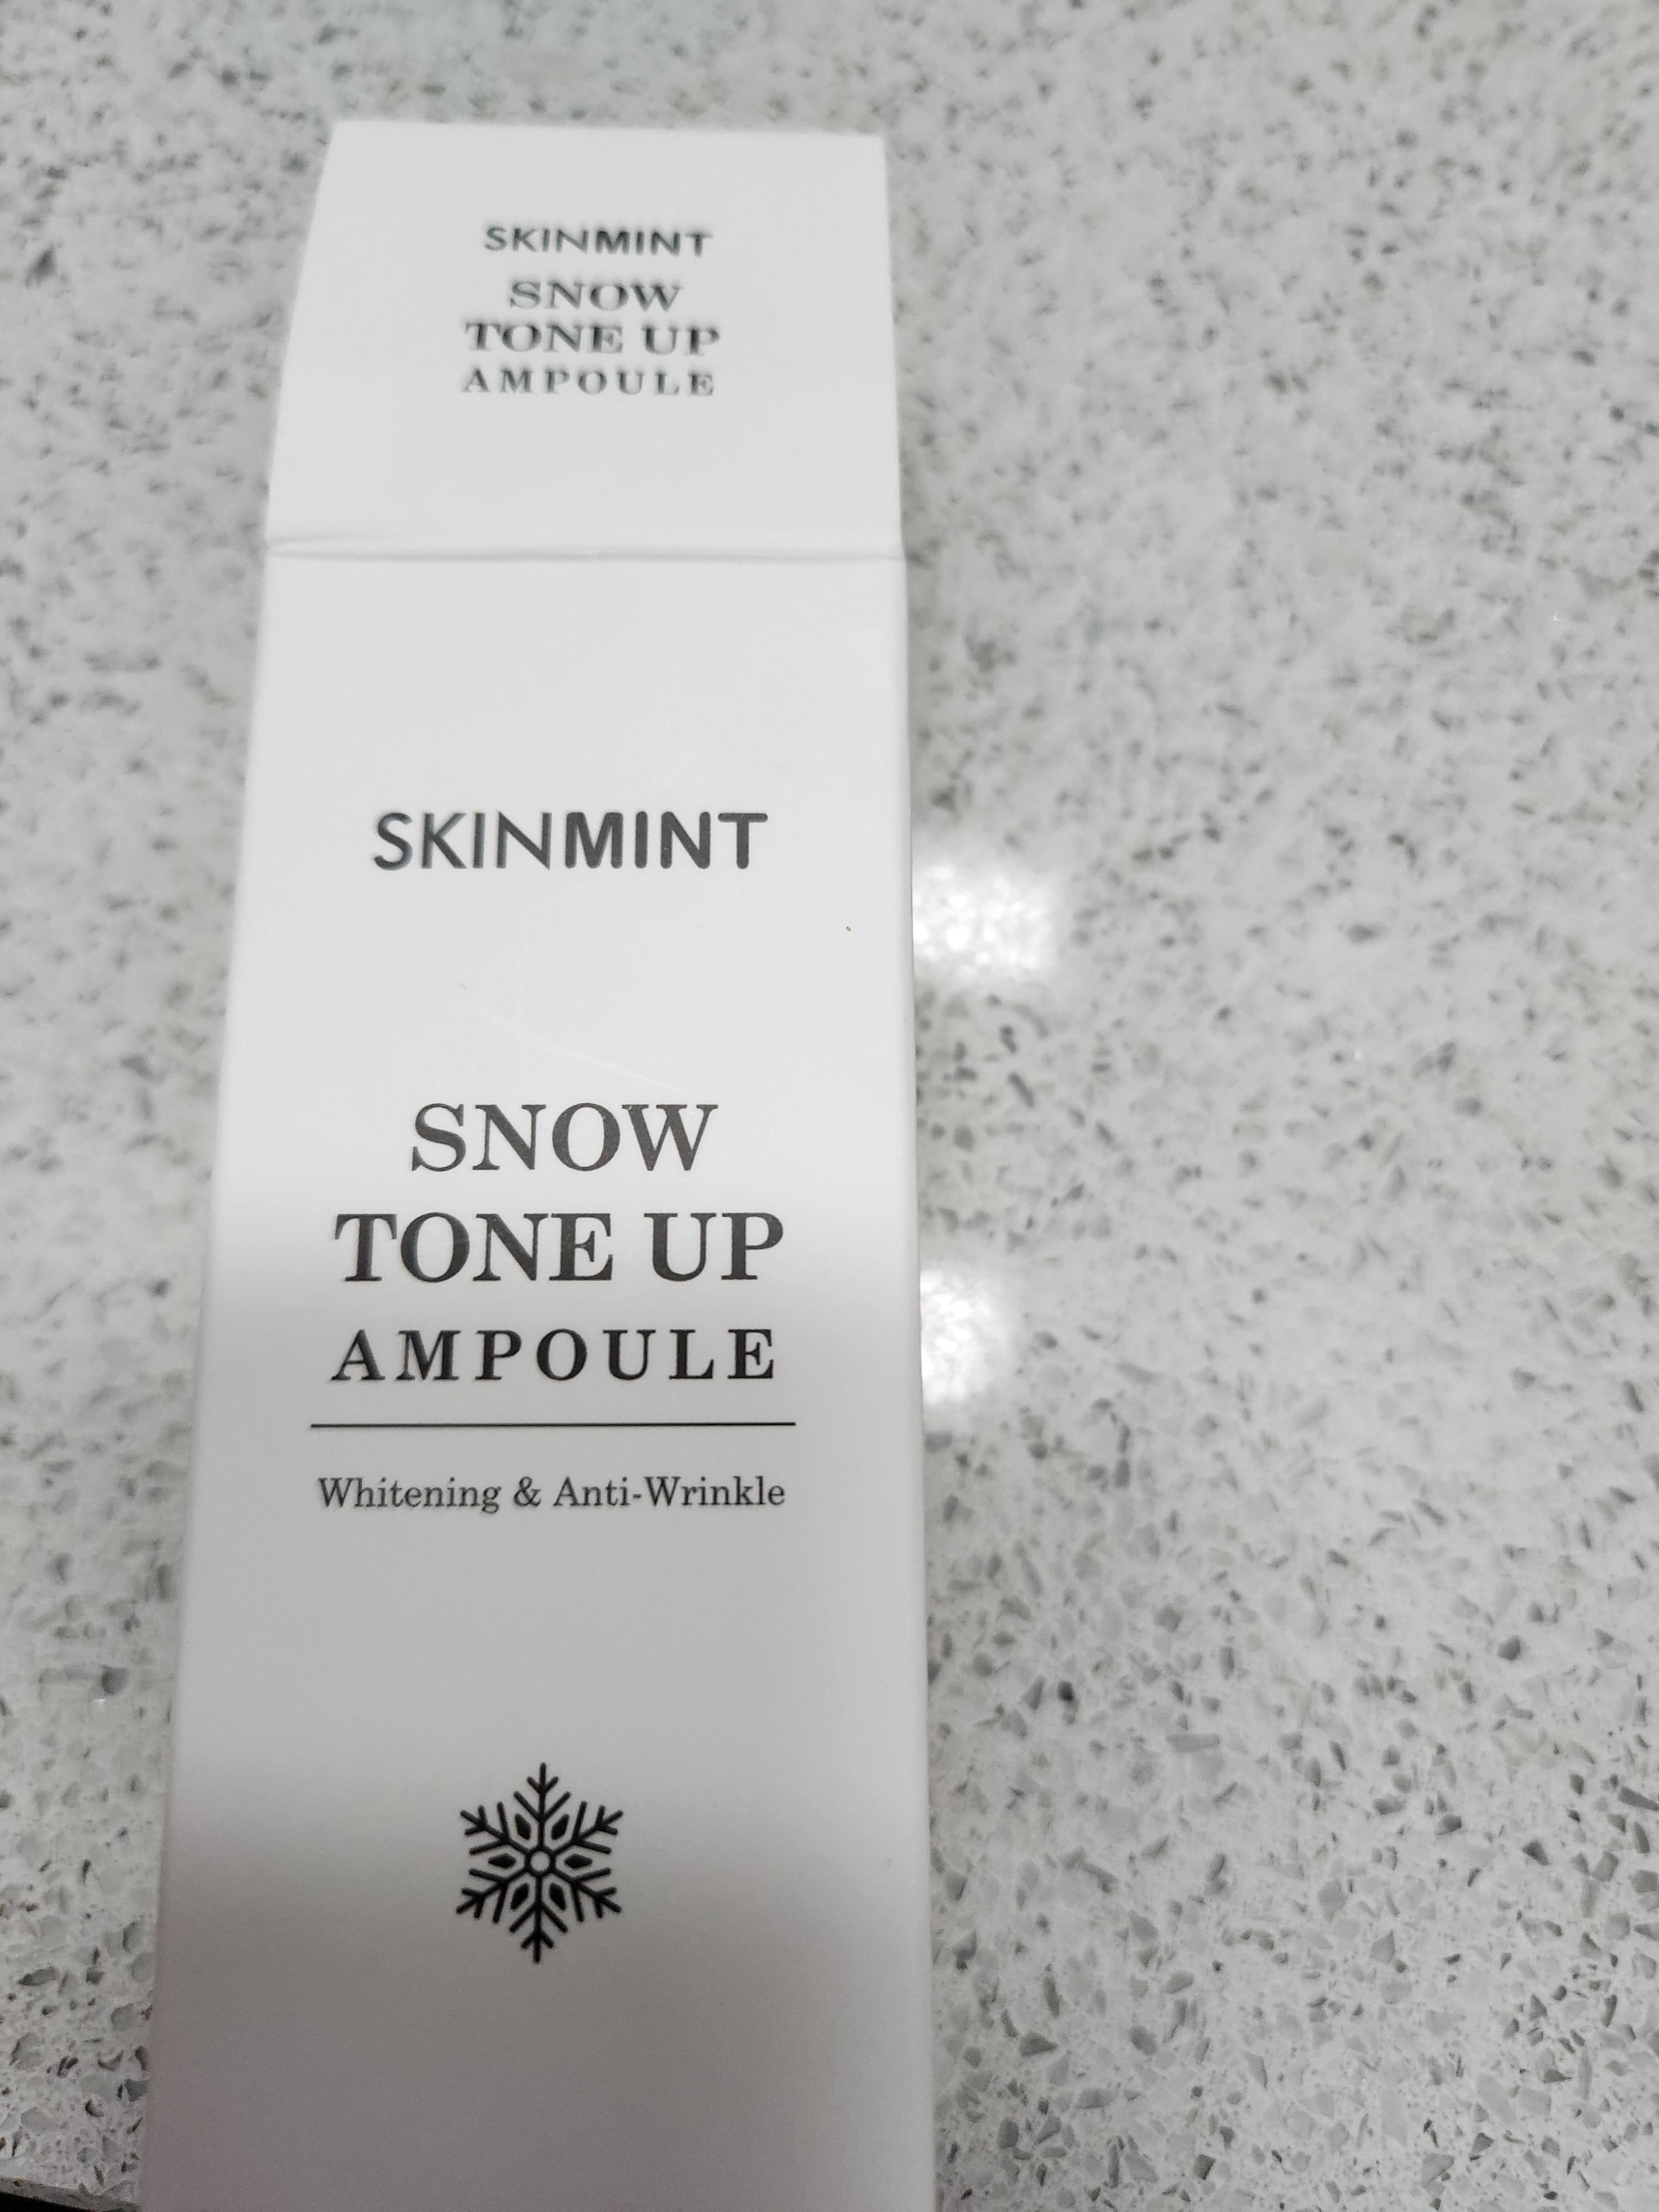 SKINMINT
SNOW
TONE UP
AMPOULE
SKINMINT
SNOW
TONE UP
AMPOULE
Whitening & Anti-Wrinkle